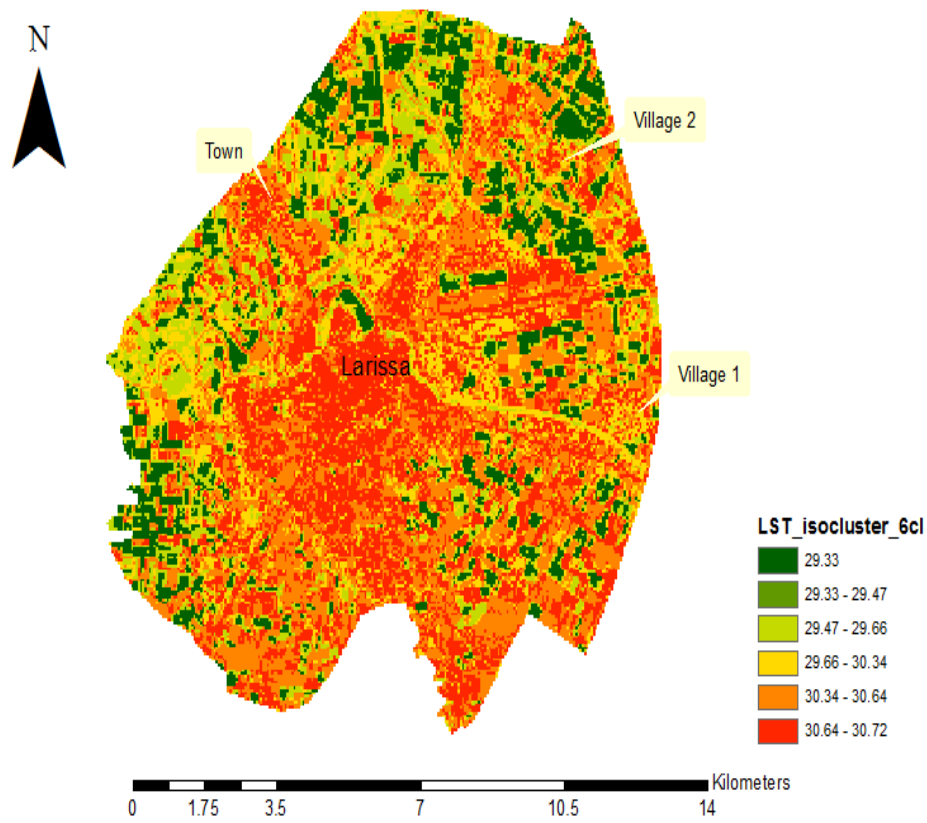 N
Town
Village 2
Larissa
Village 1
LST_isocluster_6cl
29.33
29.33 - 29.47
29.47 - 29.66
29.66 - 30.34
30.34 - 30.64
30.64 - 30.72
Kilometers
0 1.75 3.5 7 10.5 14